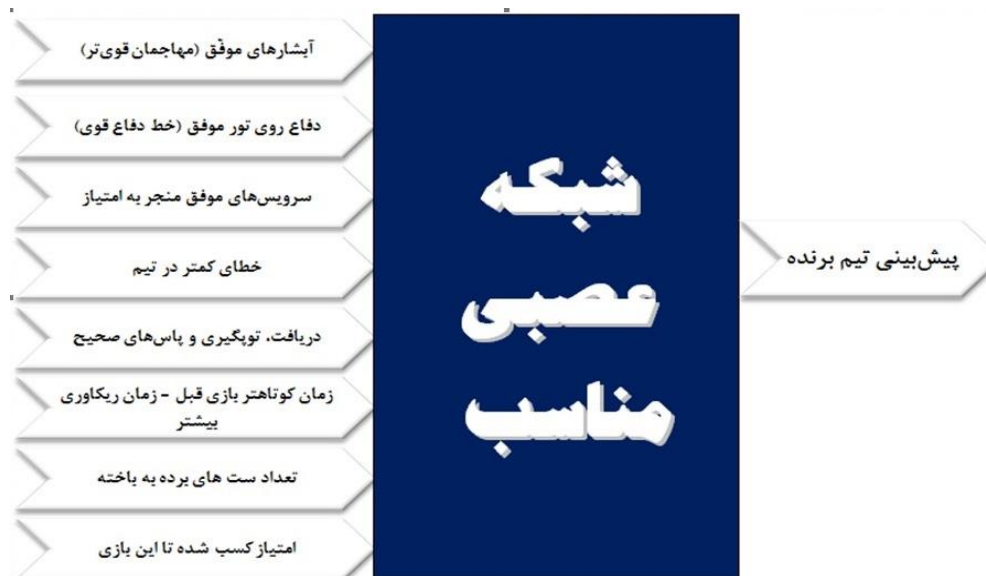 آبشارهای موفّق (مهاجمان قوی‌تر)
دفاع روی تور موفق (خط دفاع قوی)
سرویس‌های موفق منجر به امتیاز
خطای کمتر در تیم
دریافت، توپگیری و پاس‌های صحیح
زمان کوتاهتر بازی قبل - زمان ریکاوری
بیشتر
تعداد ست های برده به باخته
امتیاز کسب شده تا این بازی
شبکه
عصبی
مناسب
پیش‌بینی تیم برنده